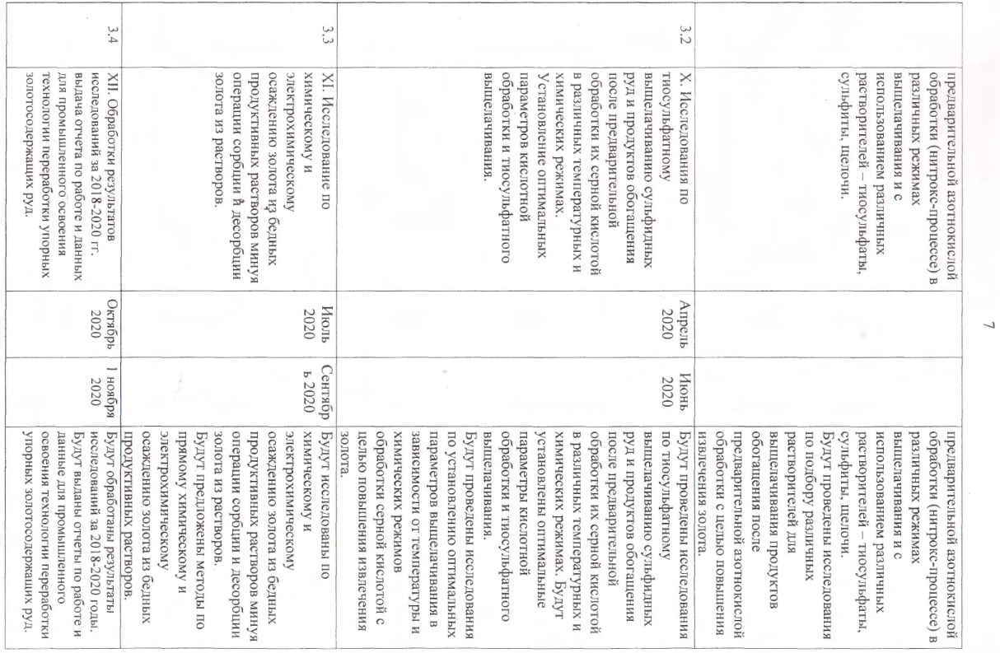 7
предварительной азотнокислой
обработки (нитрокс-процессе) в
различных режимах
выщелачивания и с
использованием различных
растворителей – тиосульфаты,
сульфиты, щелочи.
предварительной азотнокислой
обработки (нитрокс-процессе) в
различных режимах
выщелачивания и с
использованием различных
растворителей – тиосульфаты,
сульфиты, щелочи.
Будут проведены исследования
по подбору различных
растворителей для
выщелачивания продуктов
обогащения после
предварительной азотнокислой
обработки с целью повышения
извлечения золота.
3.2
X. Исследования по
тиосульфатному
выщелачиванию сульфидных
руд и продуктов обогащения
после предварительной
обработки их серной кислотой
в различных температурных и
химических режимах.
Установление оптимальных
параметров кислотной
обработки и тиосульфатного
выщелачивания.
Апрель
2020
Июнь
2020
Будут проведены исследования
по тиосульфатному
выщелачиванию сульфидных
руд и продуктов обогащения
после предварительной
обработки их серной кислотой
в различных температурных и
химических режимах. Будут
установлены оптимальные
параметры кислотной
обработки и тиосульфатного
выщелачивания.
Будут проведены исследования
по установлению оптимальных
параметров выщелачивания в
зависимости от температуры и
химических режимов
обработки серной кислотой с
целью повышения извлечения
золота.
3.3
XI. Исследование по
химическому и
электрохимическому
осаждению золота из бедных
продуктивных растворов минуя
операции сорбции и десорбции
золота из растворов.
Июль
2020
Сентябр
ь 2020
Будут исследованы по
химическому и
электрохимическому
осаждению золота из бедных
продуктивных растворов минуя
операции сорбции и десорбции
золота из растворов.
Будут предложены методы по
прямому химическому и
электрохимическому
осаждению золота из бедных
продуктивных растворов.
3.4
XII. Обработки результатов
исследований за 2018-2020 гг.
выдача отчета по работе и данных
для промышленного освоения
технологии переработки упорных
золотосодержащих руд.
Октябрь
2020
1 ноября
2020
Будут обработаны результаты
исследований за 2018-2020 годы.
Будут выданы отчеты по работе и
данные для промышленного
освоения технологии переработки
упорных золотосодержащих руд.